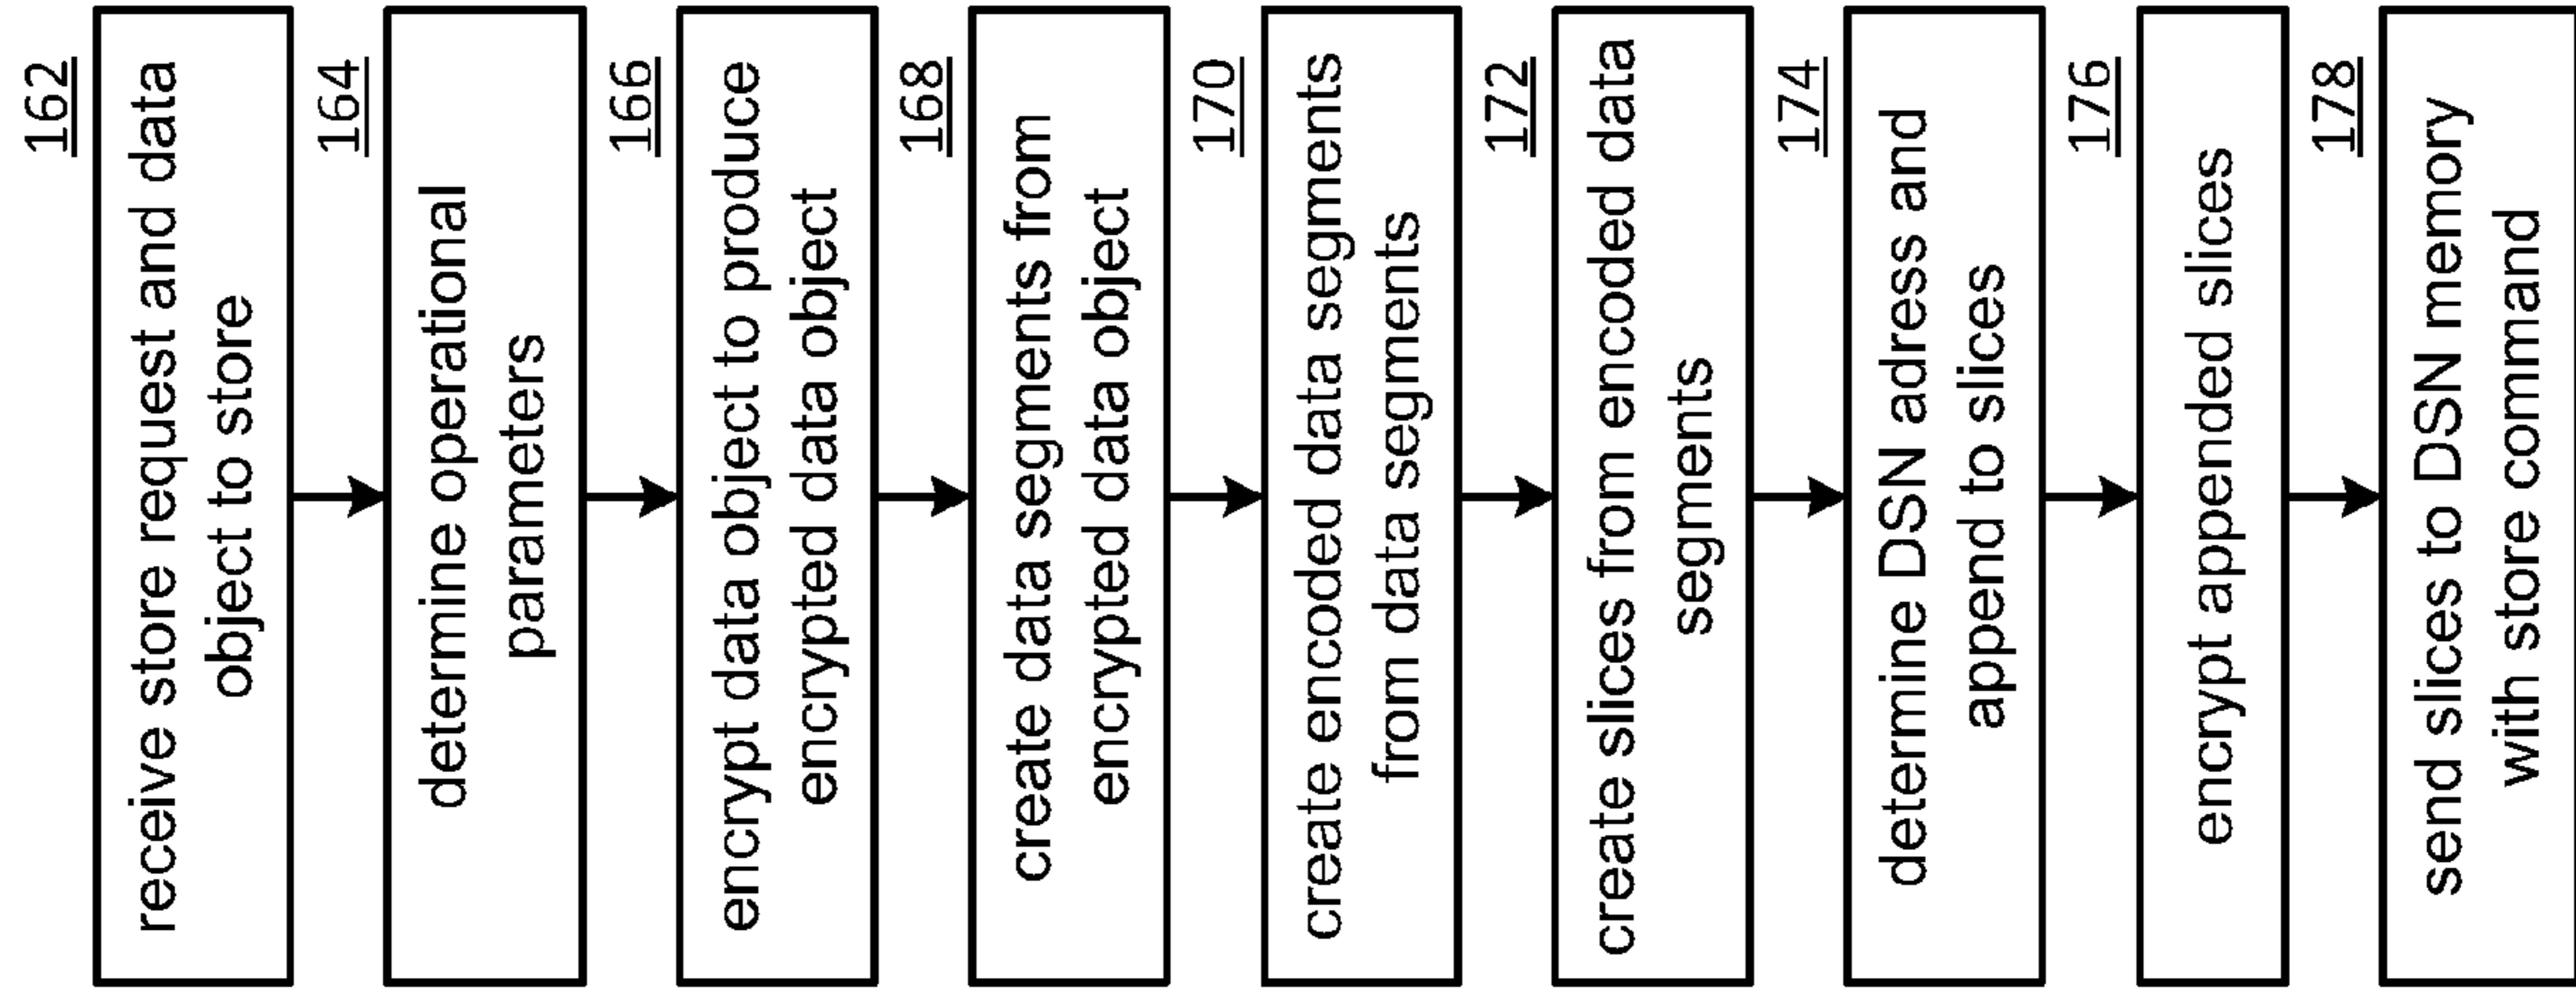 162
receive store request and data
object to store
164
determine operational
parameters
166
encrypt data object to produce
encrypted data object
168
create data segments from
encrypted data object
170
create encoded data segments
from data segments
172
create slices from encoded data
segments
174
determine DSN adress and
append to slices
176
encrypt appended slices
178
send slices to DSN memory
with store command